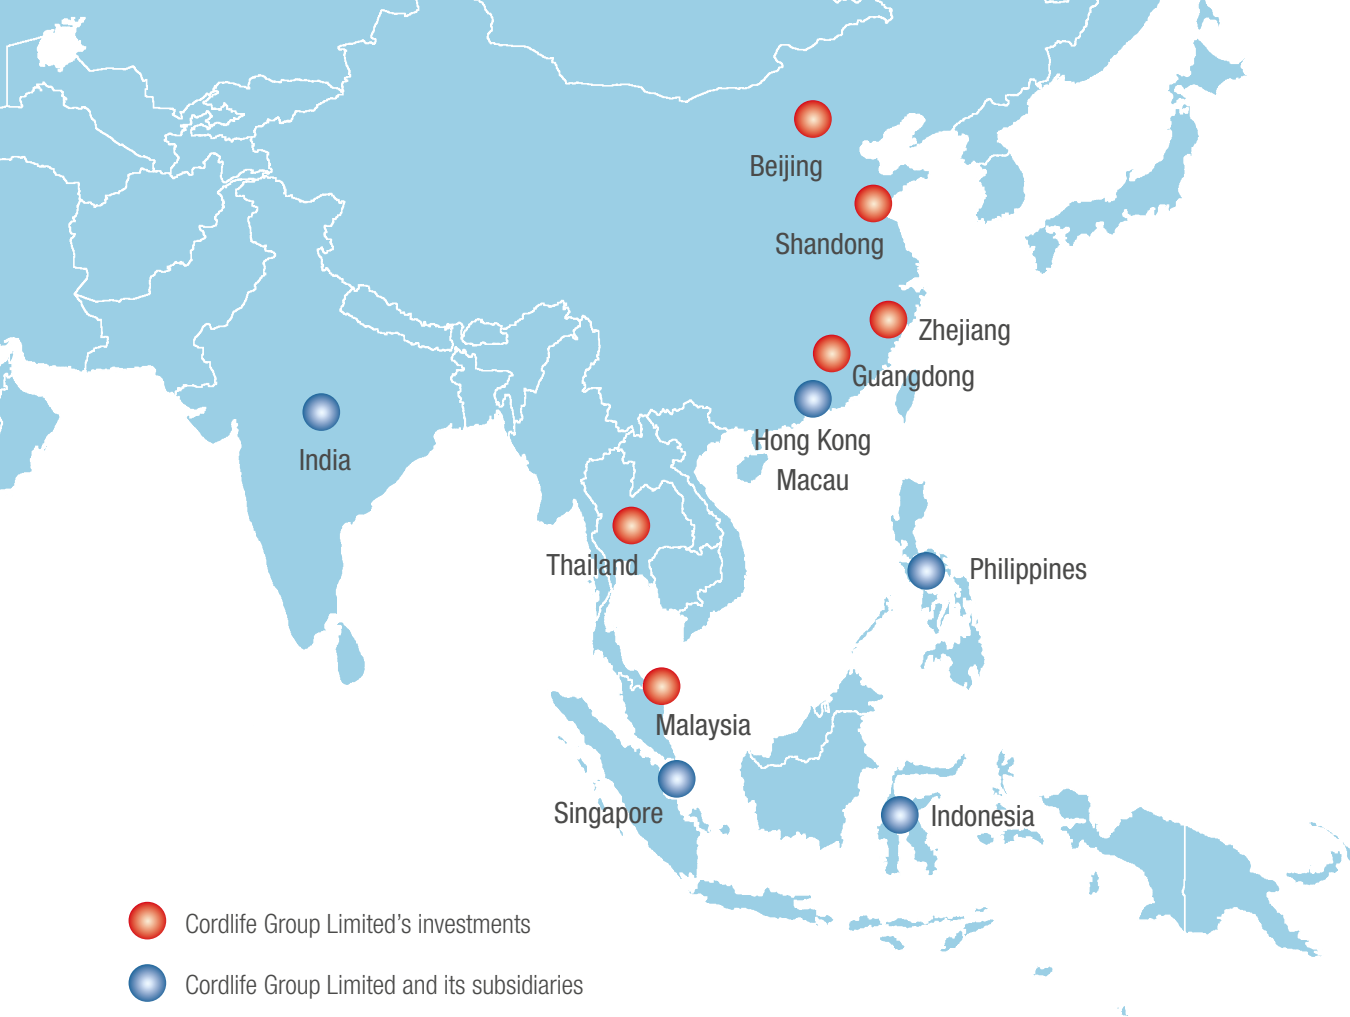 Beijing
Shandong
Zhejiang
Guangdong
Hong Kong
Macau
India
Thailand
Philippines
Malaysia
Singapore
Indonesia
Cordlife Group Limited’s investments
Cordlife Group Limited and its subsidiaries